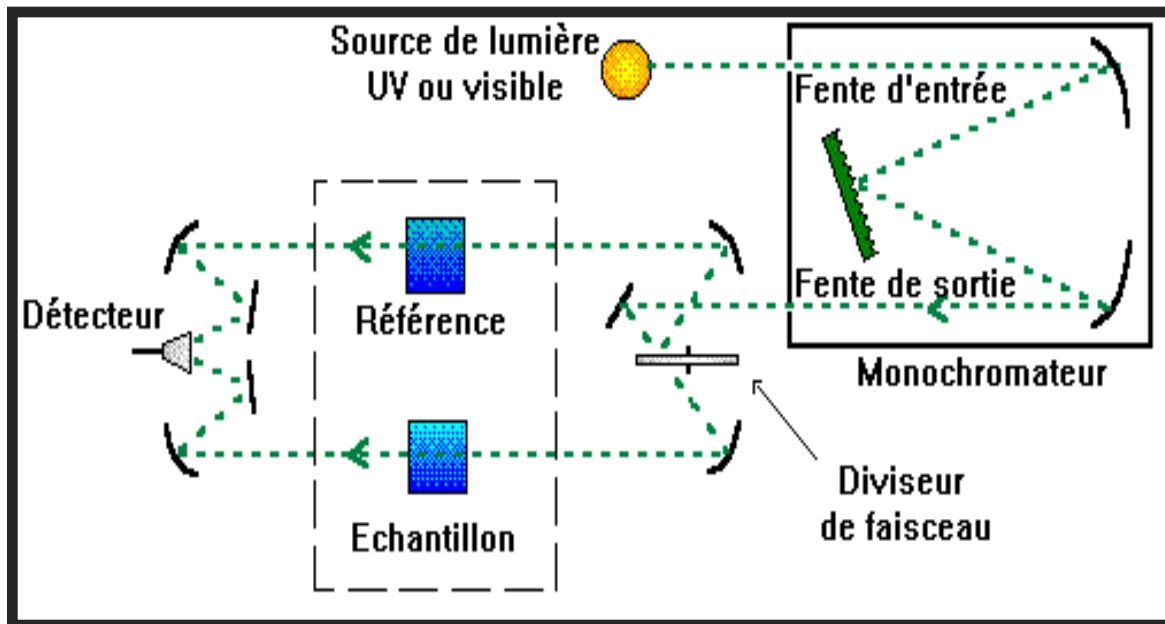 Source de lumière
UV ou visible
Fente d'entrée
Fente de sortie
Monochromateur
Référence
Détecteur
Echantillon
Diviseur
de faisceau